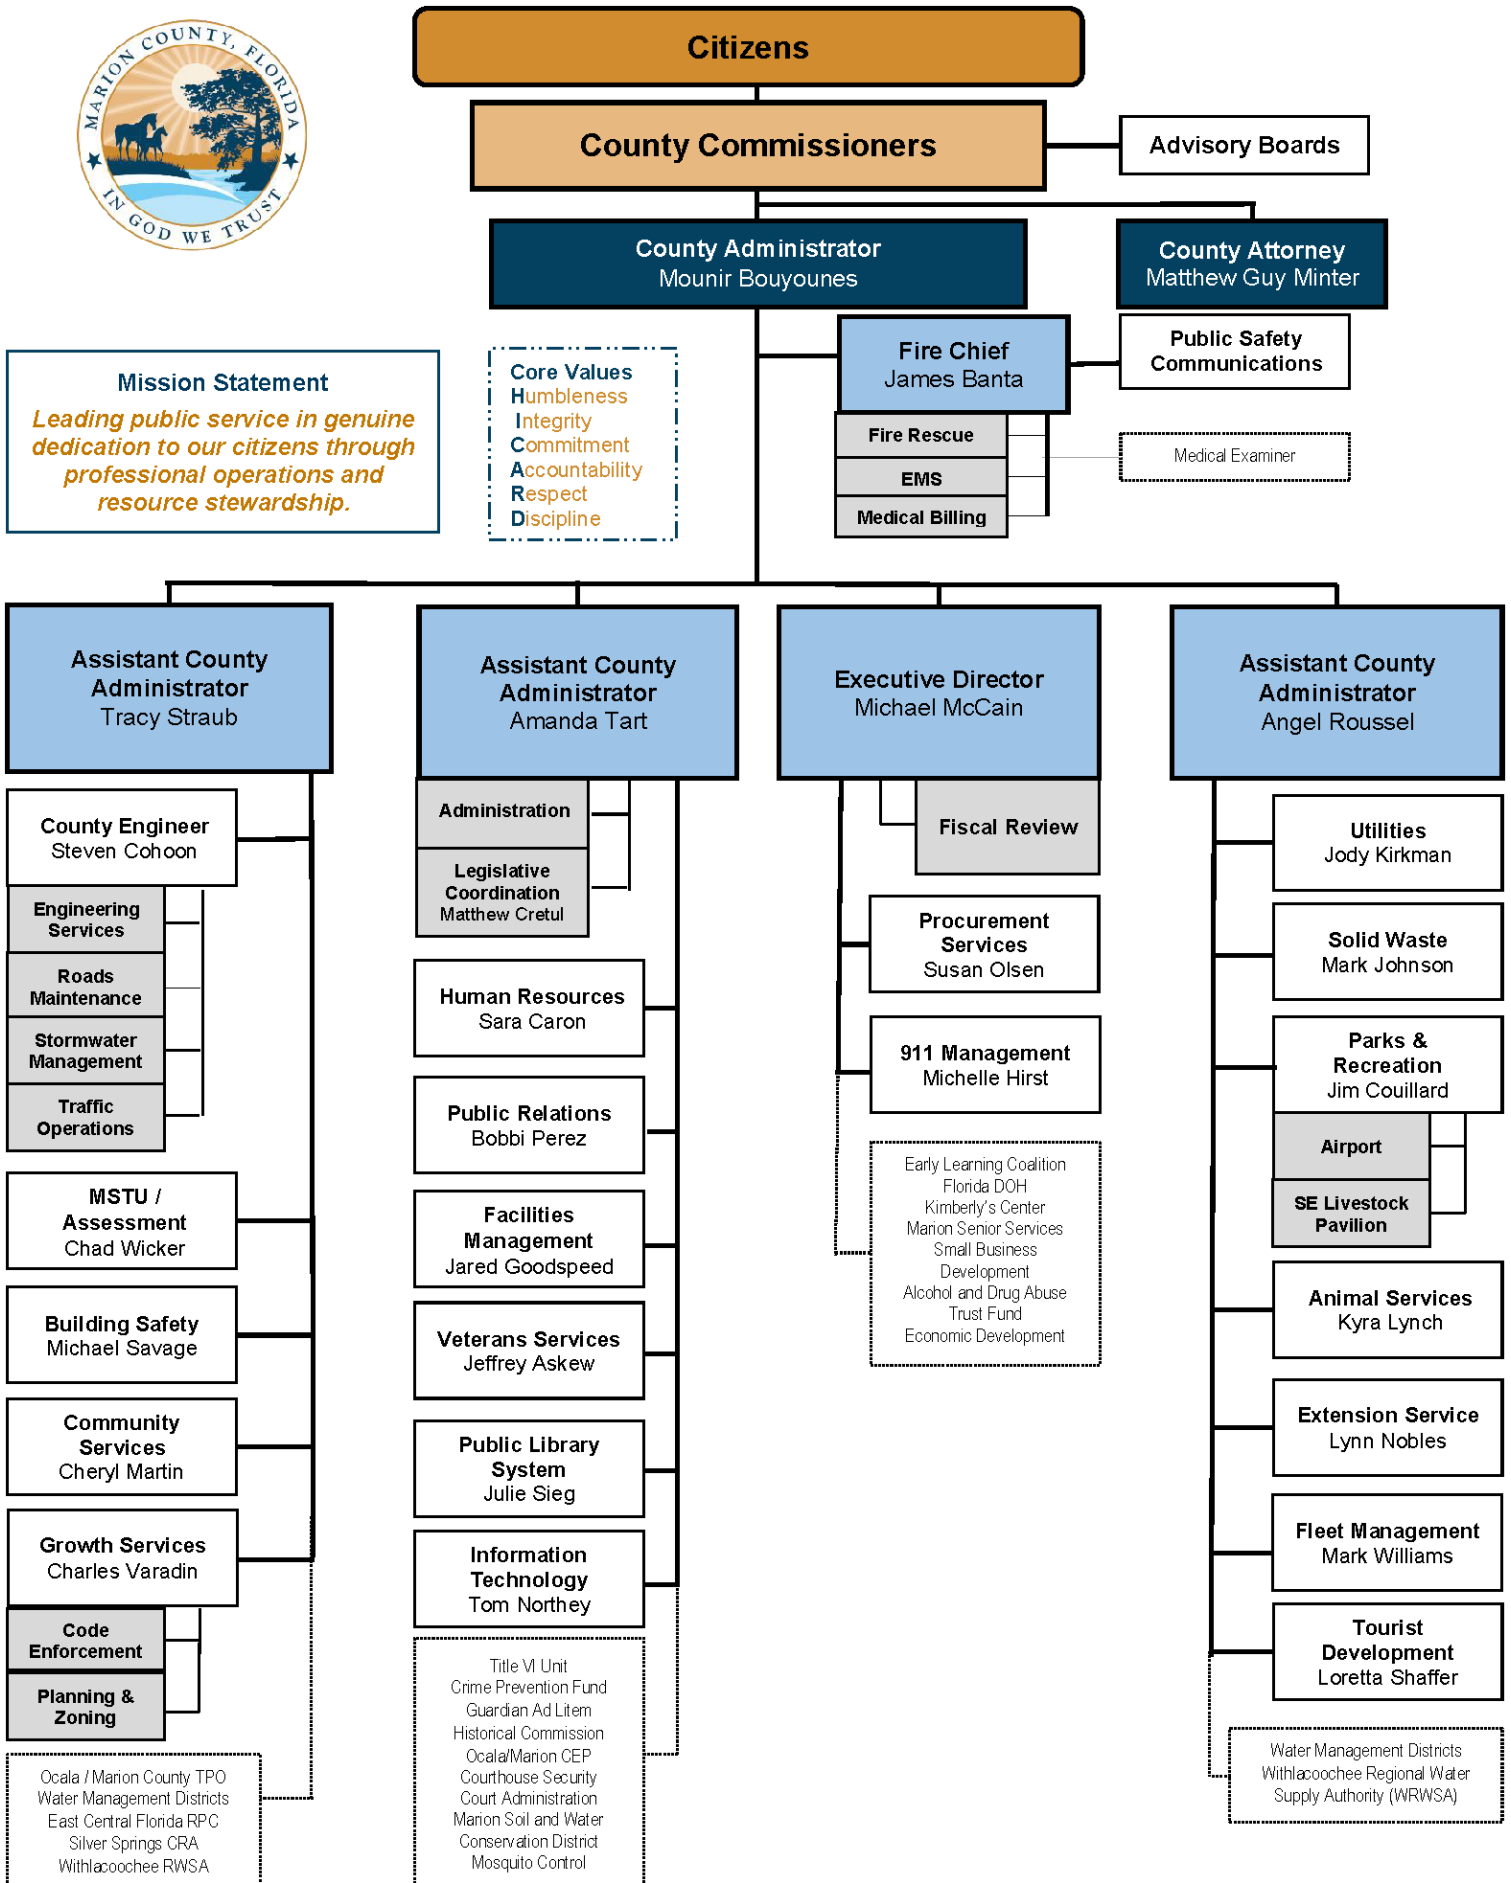 MARION COUNTY, FLORIDA
IN GOD WE TRUST
Citizens
County Commissioners
Advisory Boards
County Administrator
Mounir Bouyounes
County Attorney
Matthew Guy Minter
Mission Statement
Leading public service in genuine
dedication to our citizens through
professional operations and
resource stewardship.
Core Values
Humbleness
Integrity
Commitment
Accountability
Respect
Discipline
Fire Chief
James Banta
Fire Rescue
EMS
Medical Billing
Public Safety
Communications
Medical Examiner
Assistant County
Administrator
Tracy Straub
County Engineer
Steven Cohoon
Engineering
Services
Roads
Maintenance
Stormwater
Management
Traffic
Operations
MSTU /
Assessment
Chad Wicker
Building Safety
Michael Savage
Community
Services
Cheryl Martin
Growth Services
Charles Varadin
Code
Enforcement
Planning &
Zoning
Ocala / Marion County TPO
Water Management Districts
East Central Florida RPC
Silver Springs CRA
Withlacoochee RWSA
Assistant County
Administrator
Amanda Tart
Administration
Legislative
Coordination
Matthew Cretul
Human Resources
Sara Caron
Public Relations
Bobbi Perez
Facilities
Management
Jared Goodspeed
Veterans Services
Jeffrey Askew
Public Library
System
Julie Sieg
Information
Technology
Tom Northey
Title VI Unit
Crime Prevention Fund
Guardian Ad Litem
Historical Commission
Ocala/Marion CEP
Courthouse Security
Court Administration
Marion Soil and Water
Conservation District
Mosquito Control
Executive Director
Michael McCain
Fiscal Review
Procurement
Services
Susan Olsen
911 Management
Michelle Hirst
Early Learning Coalition
Florida DOH
Kimberly's Center
Marion Senior Services
Small Business
Development
Alcohol and Drug Abuse
Trust Fund
Economic Development
Assistant County
Administrator
Angel Roussel
Utilities
Jody Kirkman
Solid Waste
Mark Johnson
Parks &
Recreation
Jim Couillard
Airport
SE Livestock
Pavilion
Animal Services
Kyra Lynch
Extension Service
Lynn Nobles
Fleet Management
Mark Williams
Tourist
Development
Loretta Shaffer
Water Management Districts
Withlacoochee Regional Water
Supply Authority (WRWSA)